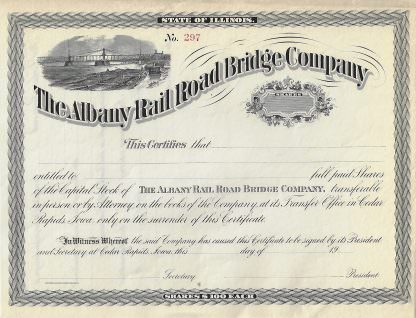 STATE OF ILLINOIS.
No. 297
The Albany Rail Road Bridge Company
SHARES
This Certifies that
entitled to full paid Shares
of the Capital Stock of THE ALBANY RAIL ROAD BRIDGE COMPANY, transferable
in person or by Attorney on the books of the Company, at its Transfer Office in Cedar
Rapids, Iowa only on the surrender of this Certificate.
In Witness Whereof the said Company has caused this Certificate to be signed by its President
and Secretary at Cedar Rapids, Iowa, this day of 19
Secretary President
SHARES $100 EACH